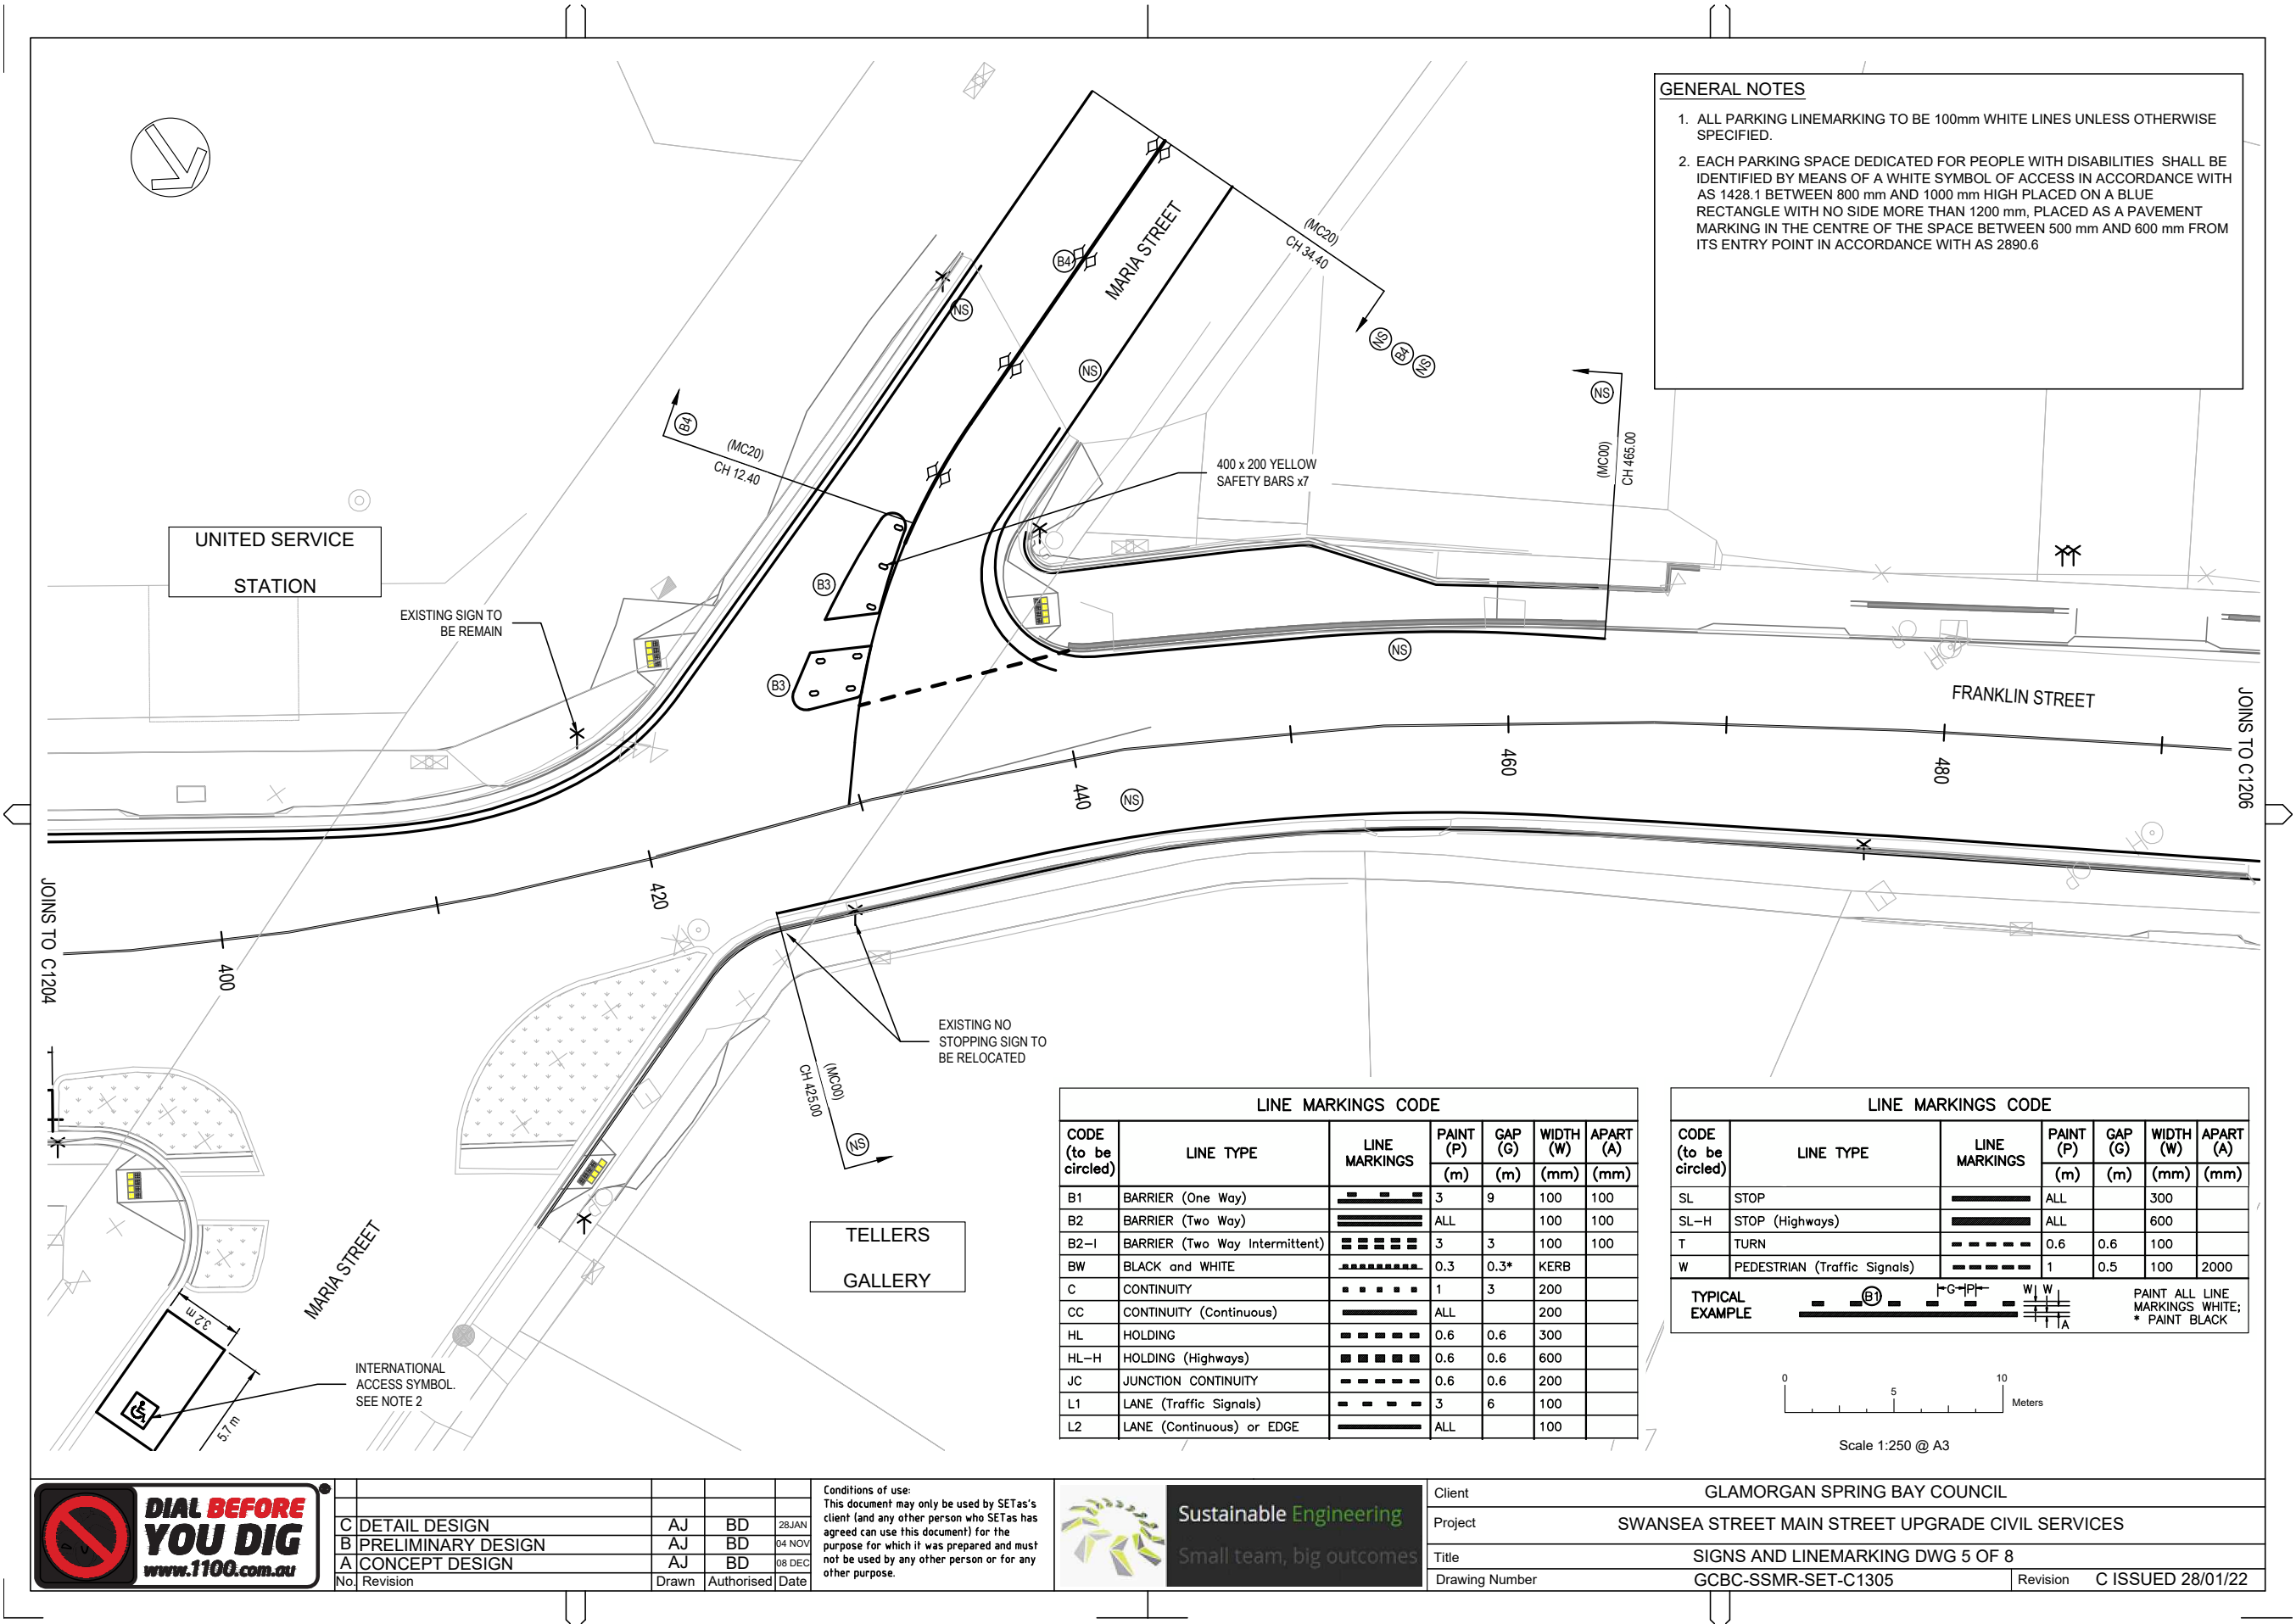 GENERAL NOTES
1. ALL PARKING LINEMARKING TO BE 100mm WHITE LINES UNLESS OTHERWISE
SPECIFIED.
2. EACH PARKING SPACE DEDICATED FOR PEOPLE WITH DISABILITIES SHALL BE
IDENTIFIED BY MEANS OF A WHITE SYMBOL OF ACCESS IN ACCORDANCE WITH
AS 1428.1 BETWEEN 800 mm AND 1000 mm HIGH PLACED ON A BLUE
RECTANGLE WITH NO SIDE MORE THAN 1200 mm, PLACED AS A PAVEMENT
MARKING IN THE CENTRE OF THE SPACE BETWEEN 500 mm AND 600 mm FROM
ITS ENTRY POINT IN ACCORDANCE WITH AS 2890.6
MARIA STREET
B4
NS
NS
(MC20)
CH 34.40
NS
B4
NS
B4
(MC20)
CH 12.40
400 x 200 YELLOW
SAFETY BARS x7
NS
(MC00)
CH 465.00
UNITED SERVICE
STATION
EXISTING SIGN TO
BE REMAIN
B3
B3
NS
FRANKLIN STREET
JOINS TO C1206
480
460
440
NS
420
400
JOINS TO C1204
EXISTING NO
STOPPING SIGN TO
BE RELOCATED
(MC00)
CH 425.00
NS
TELLERS
GALLERY
MARIA STREET
3.2 m
5.7 m
INTERNATIONAL
ACCESS SYMBOL.
SEE NOTE 2
LINE MARKINGS CODE
CODE (to be circled) LINE TYPE LINE MARKINGS PAINT (P) (m) GAP (G) (m) WIDTH (W) (mm) APART (A) (mm)
B1 BARRIER (One Way) 3 9 100 100
B2 BARRIER (Two Way) ALL 100 100
B2-I BARRIER (Two Way Intermittent) 3 3 100 100
BW BLACK and WHITE 0.3 0.3* KERB
C CONTINUITY 1 3 200
CC CONTINUITY (Continuous) ALL 200
HL HOLDING 0.6 0.6 300
HL-H HOLDING (Highways) 0.6 0.6 600
JC JUNCTION CONTINUITY 0.6 0.6 200
L1 LANE (Traffic Signals) 3 6 100
L2 LANE (Continuous) or EDGE ALL 100
LINE MARKINGS CODE
CODE (to be circled) LINE TYPE LINE MARKINGS PAINT (P) (m) GAP (G) (m) WIDTH (W) (mm) APART (A) (mm)
SL STOP ALL 300
SL-H STOP (Highways) ALL 600
T TURN 0.6 0.6 100
W PEDESTRIAN (Traffic Signals) 1 0.5 100 2000
TYPICAL
EXAMPLE
B1
G P
W W
A
PAINT ALL LINE
MARKINGS WHITE;
* PAINT BLACK
0 5 10
Meters
Scale 1:250 @ A3
DIAL BEFORE
YOU DIG
www.1100.com.au
C DETAIL DESIGN AJ BD 28JAN
B PRELIMINARY DESIGN AJ BD 04 NOV
A CONCEPT DESIGN AJ BD 08 DEC
No. Revision Drawn Authorised Date
Conditions of use:
This document may only be used by SETas's
client (and any other person who SETas has
agreed can use this document) for the
purpose for which it was prepared and must
not be used by any other person or for any
other purpose.
Sustainable Engineering
Small team, big outcomes
Client GLAMORGAN SPRING BAY COUNCIL
Project SWANSEA STREET MAIN STREET UPGRADE CIVIL SERVICES
Title SIGNS AND LINEMARKING DWG 5 OF 8
Drawing Number GCBC-SSMR-SET-C1305 Revision C ISSUED 28/01/22